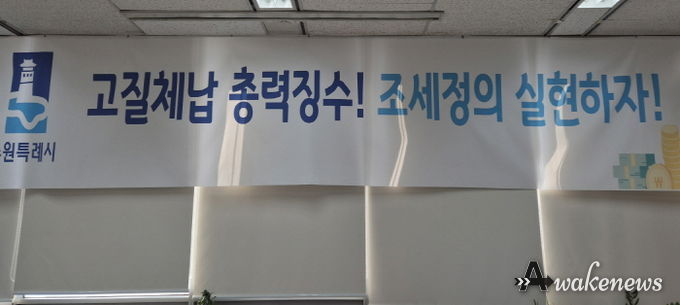 고질체납 총력징수! 조세정의 실현하자!
수원특례시
₩
Awakenews